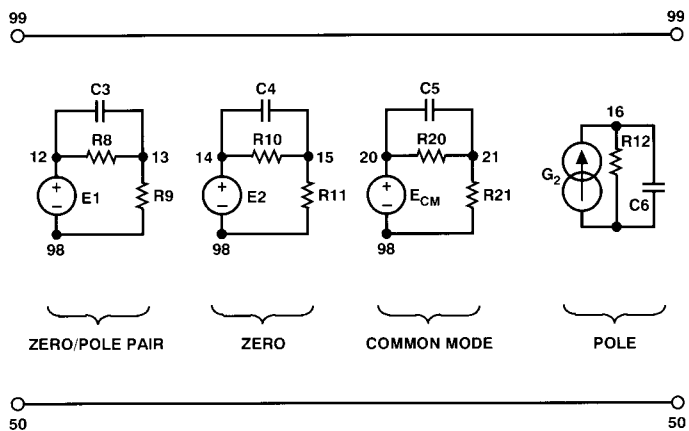 99
99
C3
C4
C5
12
R8
13
14
R10
15
20
R20
21
16
R12
E1
R9
E2
R11
E_CM
R21
G₂
C6
98
98
98
ZERO/POLE PAIR
ZERO
COMMON MODE
POLE
50
50